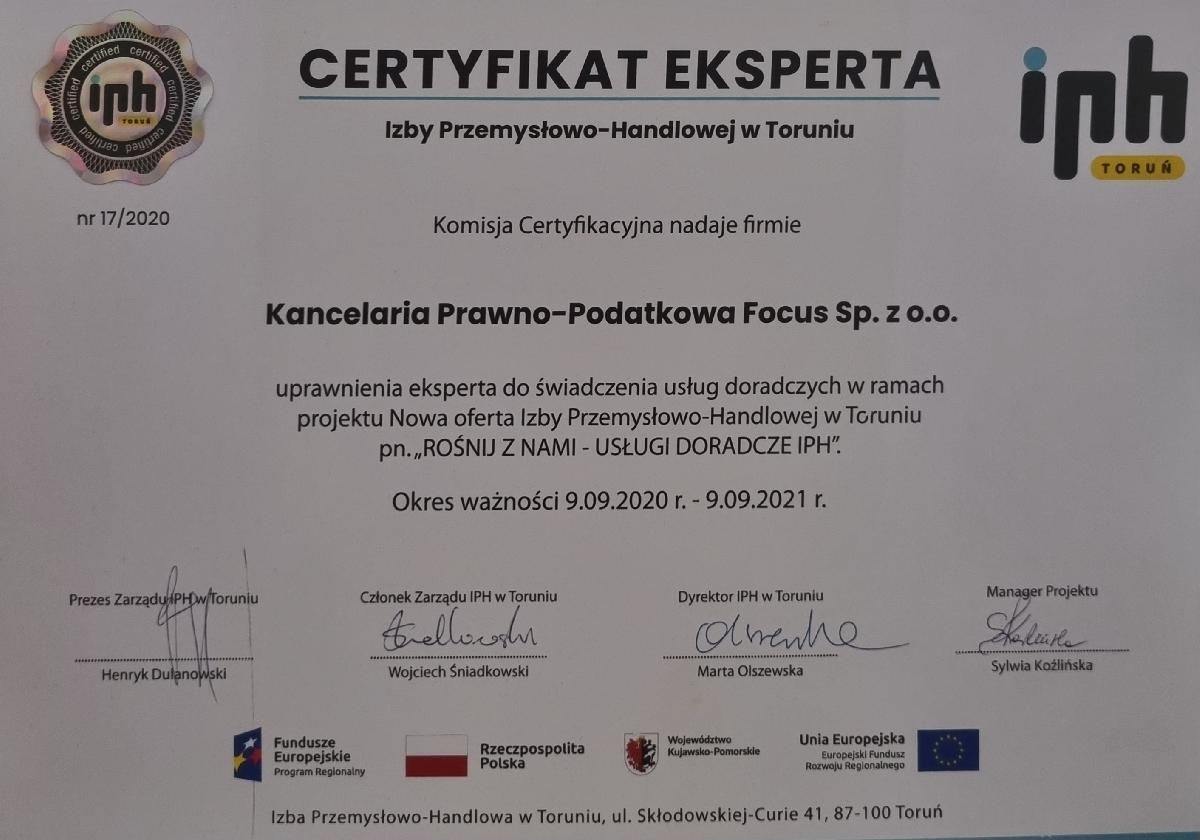 certified certified certified certified certified
iph
TORUŃ
CERTYFIKAT EKSPERTA
Izby Przemysłowo-Handlowej w Toruniu
iph
TORUŃ
nr 17/2020
Komisja Certyfikacyjna nadaje firmie
Kancelaria Prawno-Podatkowa Focus Sp. z o.o.
uprawnienia eksperta do świadczenia usług doradczych w ramach
projektu Nowa oferta Izby Przemysłowo-Handlowej w Toruniu
pn. „ROŚNIJ Z NAMI - USŁUGI DORADCZE IPH”.
Okres ważności 9.09.2020 r. - 9.09.2021 r.
Prezes Zarządu IPH w Toruniu
Henryk Dulanowski
Członek Zarządu IPH w Toruniu
Wojciech Śniadkowski
Dyrektor IPH w Toruniu
Marta Olszewska
Manager Projektu
Sylwia Koźlińska
Fundusze
Europejskie
Program Regionalny
Rzeczpospolita
Polska
Województwo
Kujawsko-Pomorskie
Unia Europejska
Europejski Fundusz
Rozwoju Regionalnego
Izba Przemysłowo-Handlowa w Toruniu, ul. Skłodowskiej-Curie 41, 87-100 Toruń